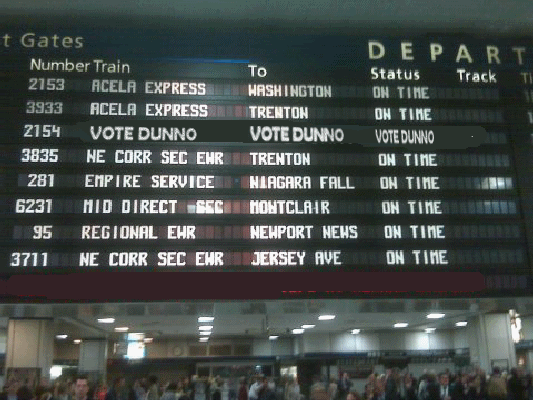 t Gates
DEPART
Number Train To Status Track
2153 ACELA EXPRESS WASHINGTON ON TIME
3933 ACELA EXPRESS TRENTON ON TIME
2154 VOTE DUNNO VOTE DUNNO VOTE DUNNO
3835 NE CORR SEC EWR TRENTON ON TIME
281 EMPIRE SERVICE NIAGARA FALL ON TIME
6231 MID DIRECT SEC MONTCLAIR ON TIME
95 REGIONAL EWR NEWPORT NEWS ON TIME
3711 NE CORR SEC EWR JERSEY AVE ON TIME